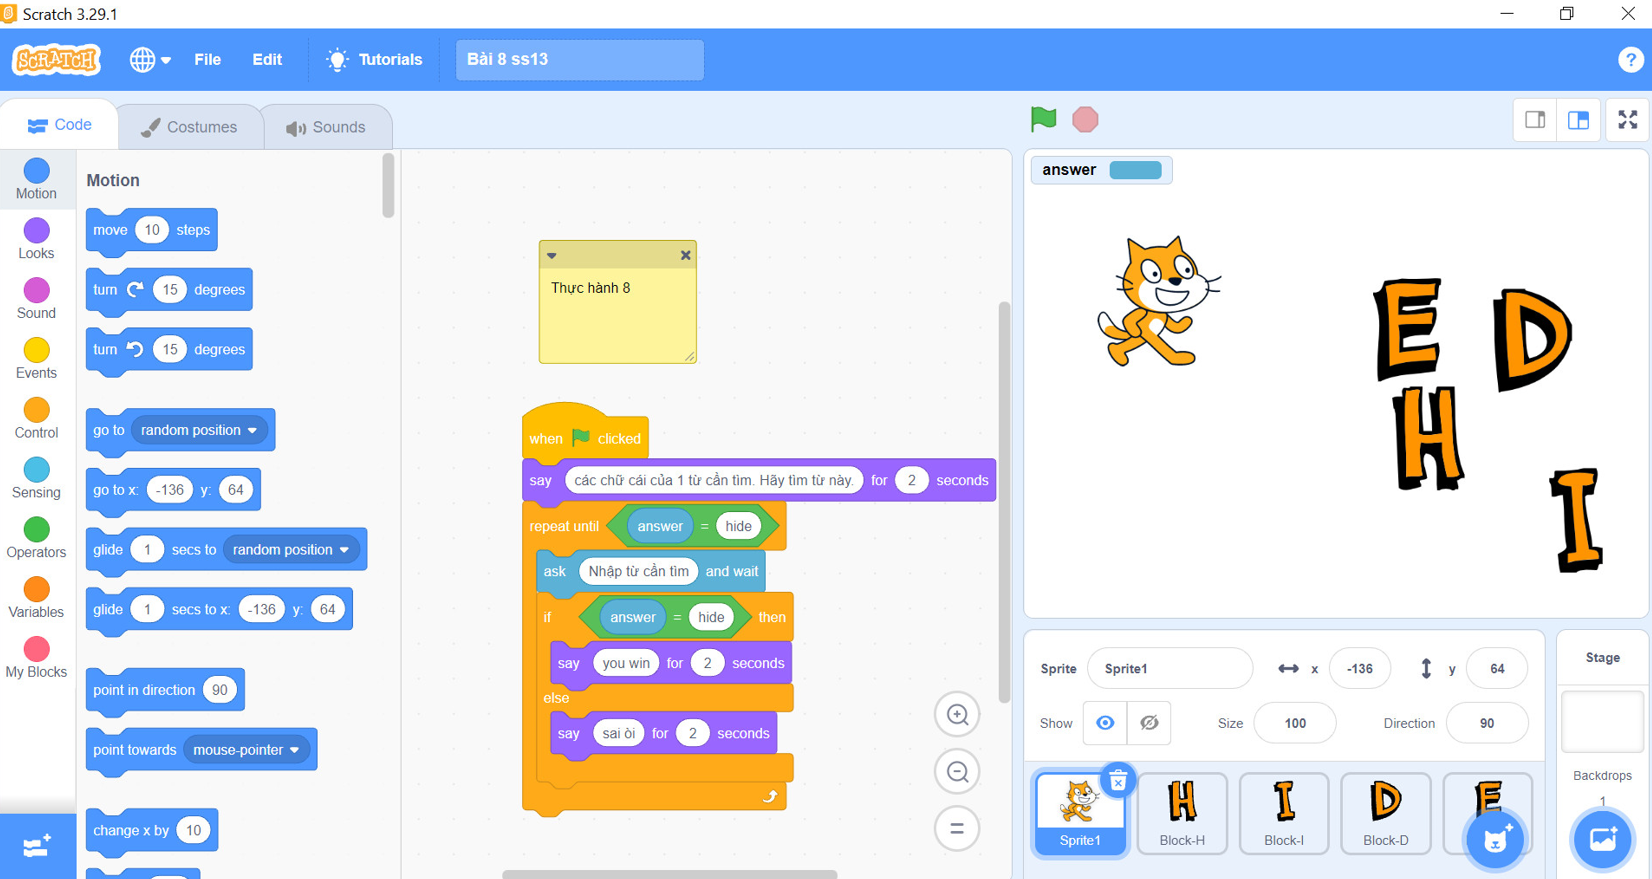 Scratch 3.29.1
SCRATCH
File
Edit
Tutorials
Bài 8 ss13
?
Code
Costumes
Sounds
Motion
Looks
Sound
Events
Control
Sensing
Operators
Variables
My Blocks
Motion
move 10 steps
turn 15 degrees
turn 15 degrees
go to random position
go to x: -136 y: 64
glide 1 secs to random position
glide 1 secs to x: -136 y: 64
point in direction 90
point towards mouse-pointer
change x by 10
Thực hành 8
when clicked
say các chữ cái của 1 từ cần tìm. Hãy tìm từ này. for 2 seconds
repeat until answer = hide
ask Nhập từ cần tìm and wait
if answer = hide then
say you win for 2 seconds
else
say sai òi for 2 seconds
answer
E D
H
I
Sprite Sprite1 x -136 y 64
Show Size 100 Direction 90
Sprite1
H
Block-H
I
Block-I
D
Block-D
E
Stage
Backdrops
1